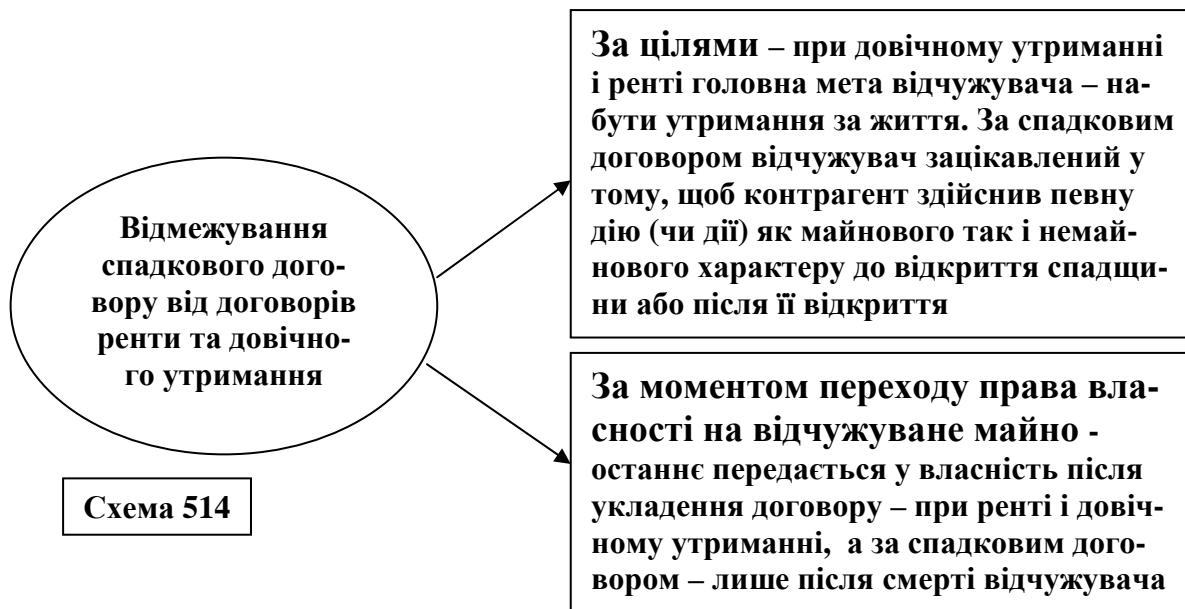 Відмежування
спадкового дого-
вору від договорів
ренти та довічно-
го утримання
Схема 514
За цілями – при довічному утриманні
і ренті головна мета відчужувача – на-
бути утримання за життя. За спадковим
договором відчужувач зацікавлений у
тому, щоб контрагент здійснив певну
дію (чи дії) як майнового так і немай-
нового характеру до відкриття спадщи-
ни або після її відкриття
За моментом переходу права вла-
сності на відчужуване майно -
останнє передається у власність після
укладення договору – при ренті і довіч-
ному утриманні, а за спадковим дого-
вором – лише після смерті відчужувача